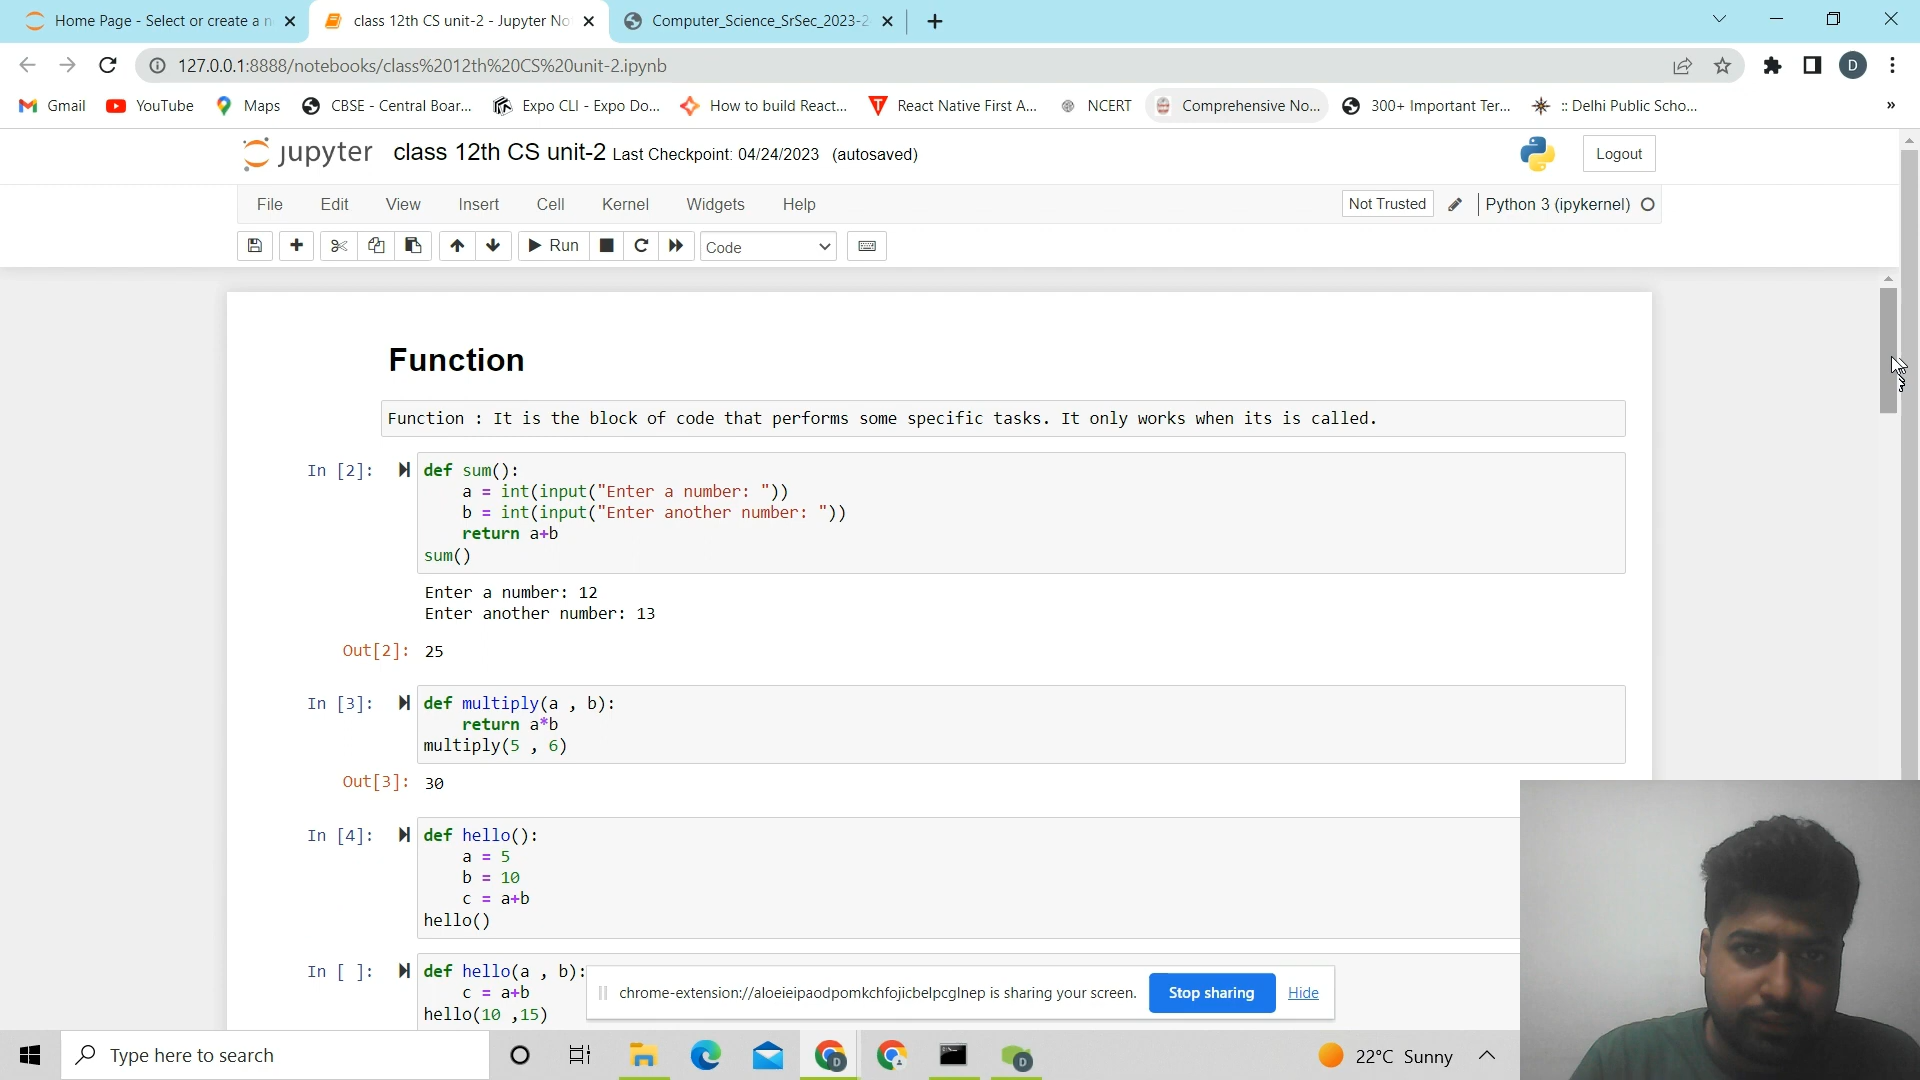 Home Page - Select or create a n
class 12th CS unit-2 - Jupyter No
Computer_Science_SrSec_2023-2
127.0.0.1:8888/notebooks/class%2012th%20CS%20unit-2.ipynb
D
Gmail
YouTube
Maps
CBSE - Central Boar...
Expo CLI - Expo Do...
How to build React...
React Native First A...
NCERT
Comprehensive No...
300+ Important Ter...
:: Delhi Public Scho...
»
jupyter class 12th CS unit-2 Last Checkpoint: 04/24/2023 (autosaved)
Logout
File Edit View Insert Cell Kernel Widgets Help
Not Trusted
Python 3 (ipykernel)
Run
Code
Function
Function : It is the block of code that performs some specific tasks. It only works when its is called.
In [2]: def sum():
a = int(input("Enter a number: "))
b = int(input("Enter another number: "))
return a+b
sum()
Enter a number: 12
Enter another number: 13
Out[2]: 25
In [3]: def multiply(a , b):
return a*b
multiply(5 , 6)
Out[3]: 30
In [4]: def hello():
a = 5
b = 10
c = a+b
hello()
In [ ]: def hello(a , b):
c = a+b
hello(10 ,15)
chrome-extension://aloeieipaodpomkchfojicbelpcglnep is sharing your screen.
Stop sharing
Hide
Type here to search
22°C Sunny